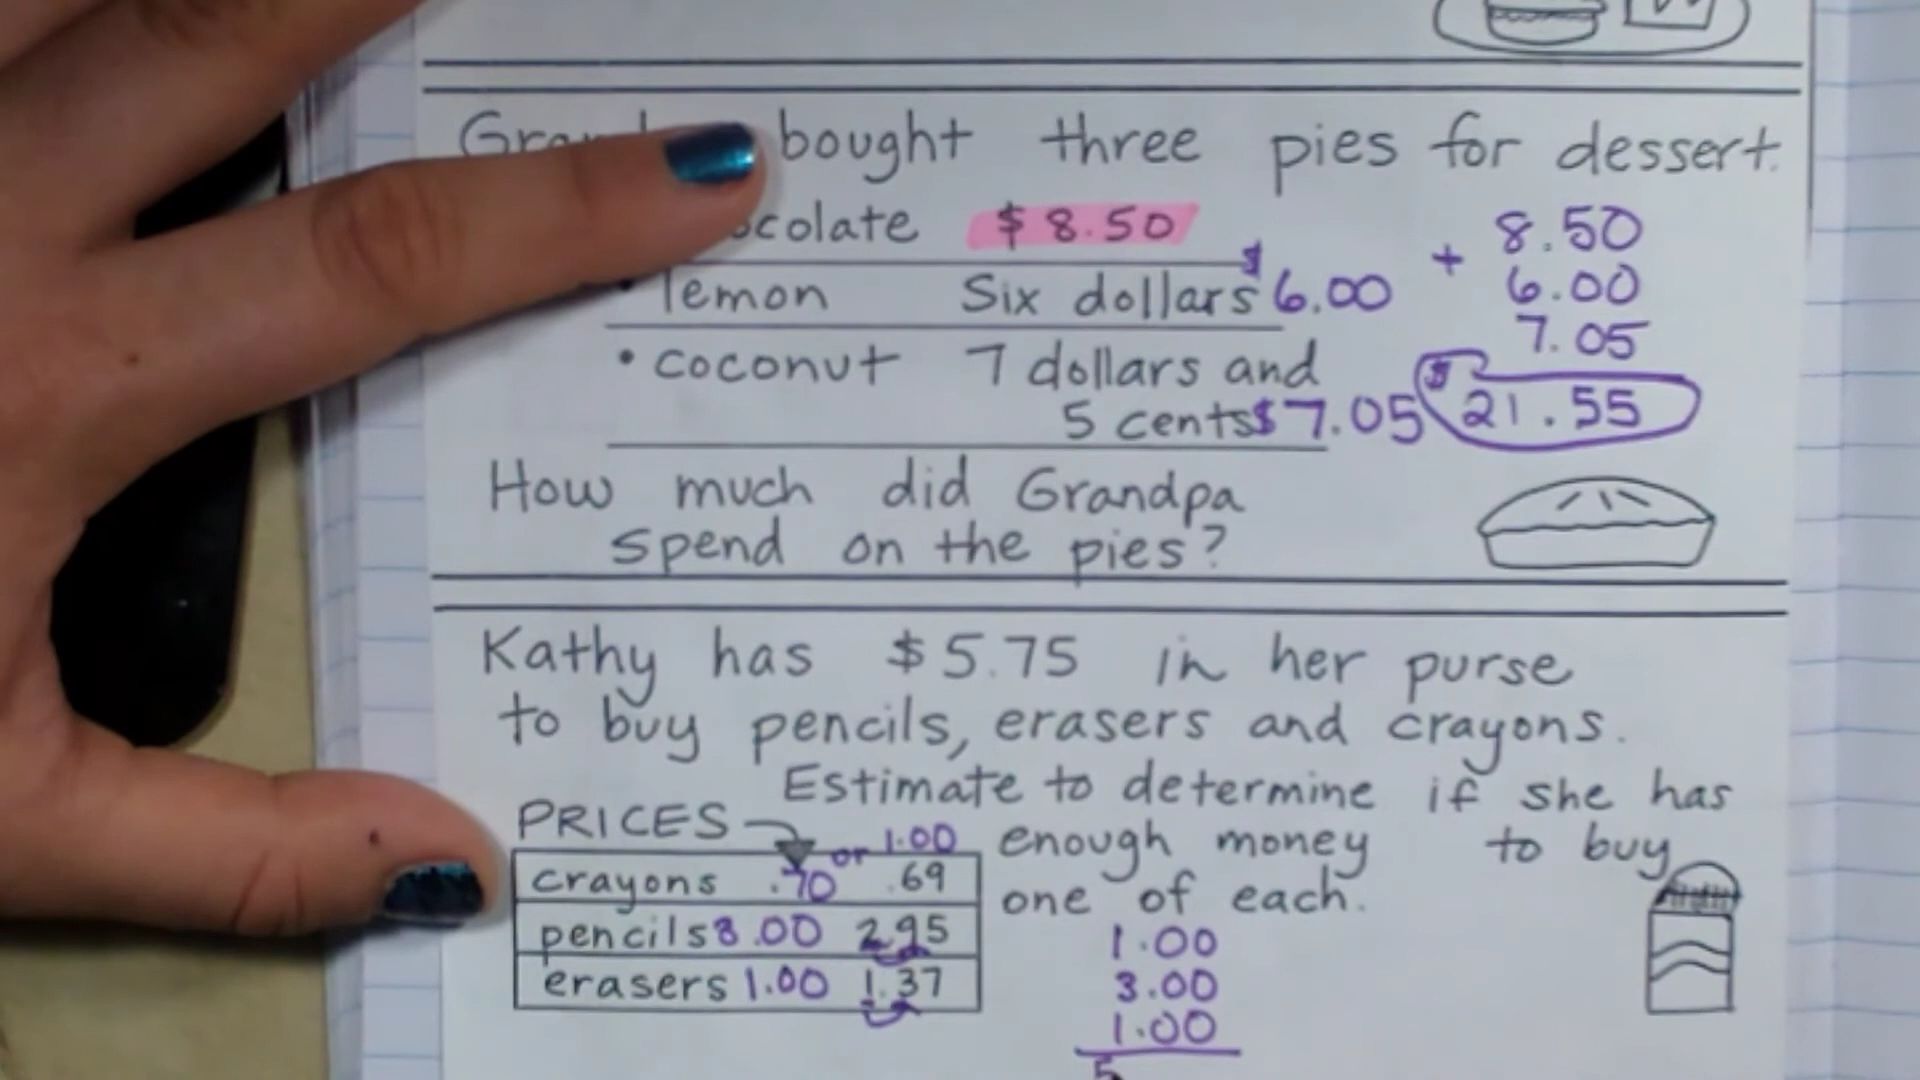 bought three pies for dessert.
$8.50
8.50
• lemon Six dollars $6.00
+ 6.00
7.05
• coconut 7 dollars and
5 cents $7.05
$21.55
How much did Grandpa
spend on the pies?
Kathy has $5.75 in her purse
to buy pencils, erasers and crayons.
Estimate to determine if she has
enough money to buy
one of each.
PRICES
crayons .70 or 1.00 .69
pencils 3.00 2.95
erasers 1.00 1.37
1.00
3.00
1.00
5